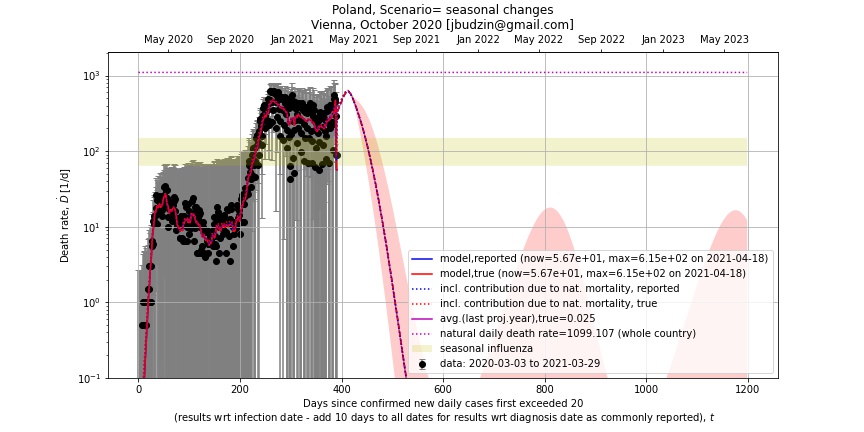 Poland, Scenario= seasonal changes
Vienna, October 2020 [jbudzin@gmail.com]
May 2020 Sep 2020 Jan 2021 May 2021 Sep 2021 Jan 2022 May 2022 Sep 2022 Jan 2023 May 2023
Death rate, Ḋ [1/d]
10³
10²
10¹
10⁰
10⁻¹
model,reported (now=5.67e+01, max=6.15e+02 on 2021-04-18)
model,true (now=5.67e+01, max=6.15e+02 on 2021-04-18)
incl. contribution due to nat. mortality, reported
incl. contribution due to nat. mortality, true
avg.(last proj.year),true=0.025
natural daily death rate=1099.107 (whole country)
seasonal influenza
data: 2020-03-03 to 2021-03-29
0 200 400 600 800 1000 1200
Days since confirmed new daily cases first exceeded 20
(results wrt infection date - add 10 days to all dates for results wrt diagnosis date as commonly reported), t